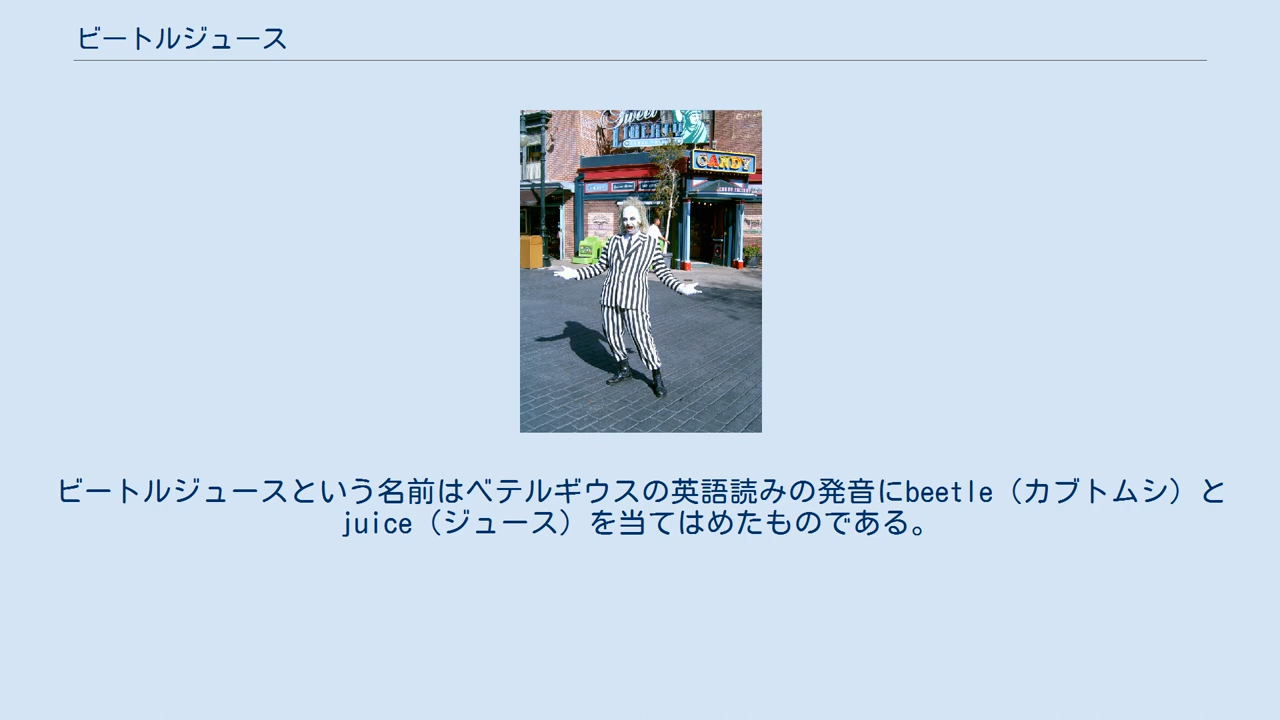 ビートルジュース
Sweet
LIBERTY
CANDY
ビートルジュースという名前はベテルギウスの英語読みの発音にbeetle（カブトムシ）と
juice（ジュース）を当てはめたものである。